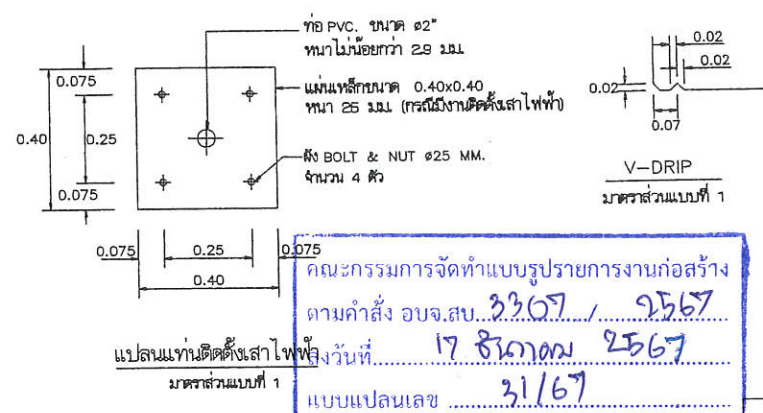 ท่อ PVC. ขนาด ø2"
หนาไม่น้อยกว่า 2.9 มม.
แผ่นเหล็กขนาด 0.40x0.40
หนา 25 มม. (กรณีมีงานติดตั้งเสาไฟฟ้า)
ฝัง BOLT & NUT ø25 MM.
จำนวน 4 ตัว
0.075
0.40
0.25
0.075
0.075
0.25
0.075
0.40
แปลนแท่นติดตั้งเสาไฟฟ้า
มาตราส่วนแบบที่ 1
0.02
0.02
0.02
0.07
V-DRIP
มาตราส่วนแบบที่ 1
คณะกรรมการจัดทำแบบรูปรายการงานก่อสร้าง
ตามคำสั่ง อบจ.สบ. 3307 / 2567
ลงวันที่ 17 ธันวาคม 2567
แบบแปลนเลข 31/67